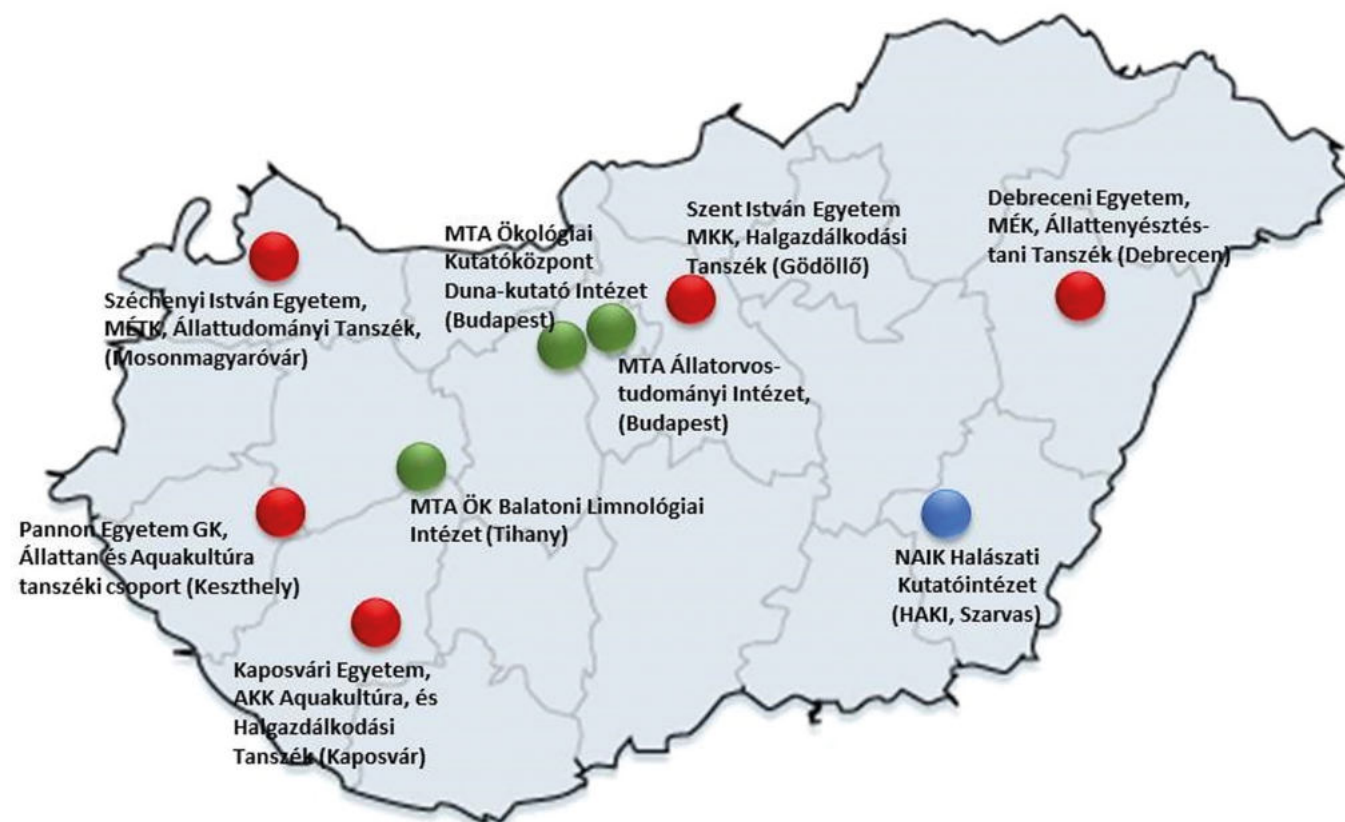 MTA Ökológiai
Kutatóközpont
Duna-kutató Intézet
(Budapest)
Szent István Egyetem
MKK, Halgazdálkodási
Tanszék (Gödöllő)
Debreceni Egyetem,
MÉK, Állattenyésztés-
tani Tanszék (Debrecen)
Széchenyi István Egyetem,
MÉTK, Állattudományi Tanszék,
(Mosonmagyaróvár)
MTA Állatorvos-
tudományi Intézet,
(Budapest)
MTA ÖK Balatoni Limnológiai
Intézet (Tihany)
Pannon Egyetem GK,
Állattan és Aquakultúra
tanszéki csoport (Keszthely)
NAIK Halászati
Kutatóintézet
(HAKI, Szarvas)
Kaposvári Egyetem,
AKK Aquakultúra, és
Halgazdálkodási
Tanszék (Kaposvár)